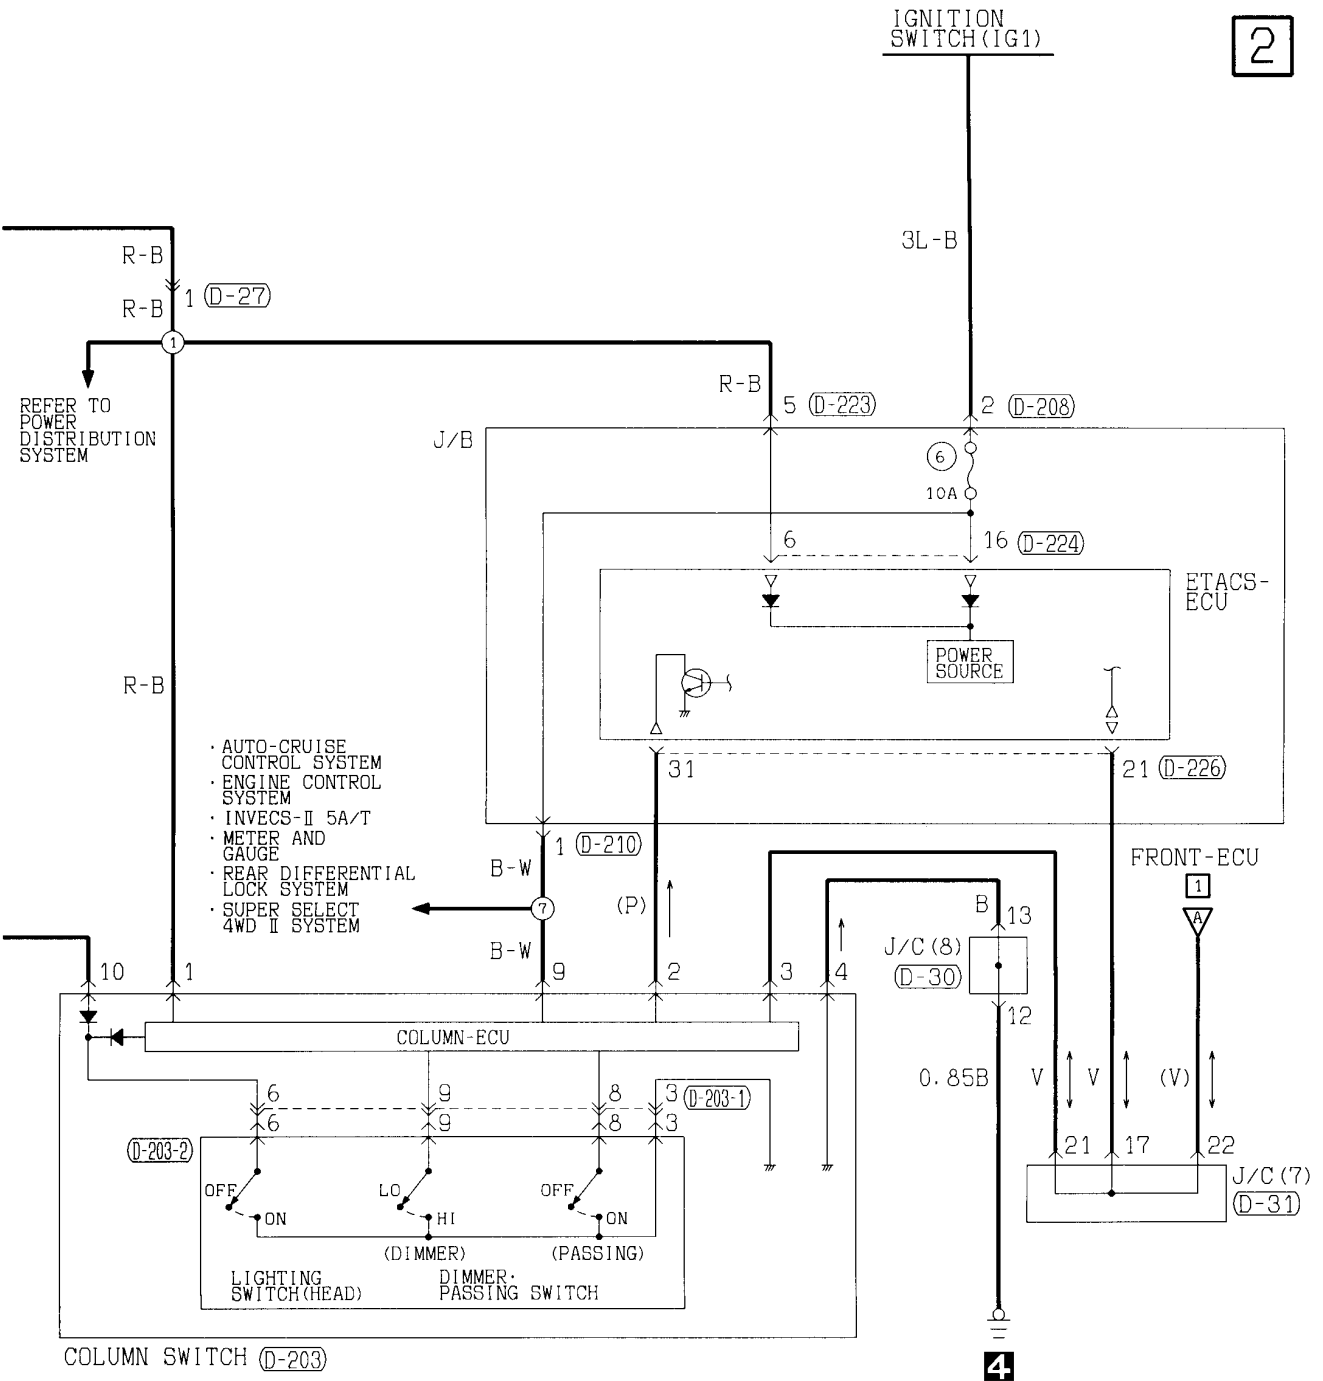 IGNITION
SWITCH(IG1)
2
3L-B
R-B
1 (D-27)
R-B
1
REFER TO
POWER
DISTRIBUTION
SYSTEM
R-B
5 (D-223)
2 (D-208)
J/B
6
10A
6
16 (D-224)
ETACS-
ECU
POWER
SOURCE
R-B
31
21 (D-226)
· AUTO-CRUISE
CONTROL SYSTEM
· ENGINE CONTROL
SYSTEM
· INVECS-Ⅱ 5A/T
· METER AND
GAUGE
· REAR DIFFERENTIAL
LOCK SYSTEM
· SUPER SELECT
4WD Ⅱ SYSTEM
1 (D-210)
B-W
7
B-W
(P)
FRONT-ECU
1
A
B
13
J/C(8)
(D-30)
12
10
1
9
2
3
4
COLUMN-ECU
0.85B
V
V
(V)
6
9
8
3 (D-203-1)
6
9
8
3
(D-203-2)
21
17
22
J/C(7)
(D-31)
OFF
ON
LO
HI
OFF
ON
(DIMMER)
(PASSING)
LIGHTING
SWITCH(HEAD)
DIMMER·
PASSING SWITCH
COLUMN SWITCH (D-203)
4